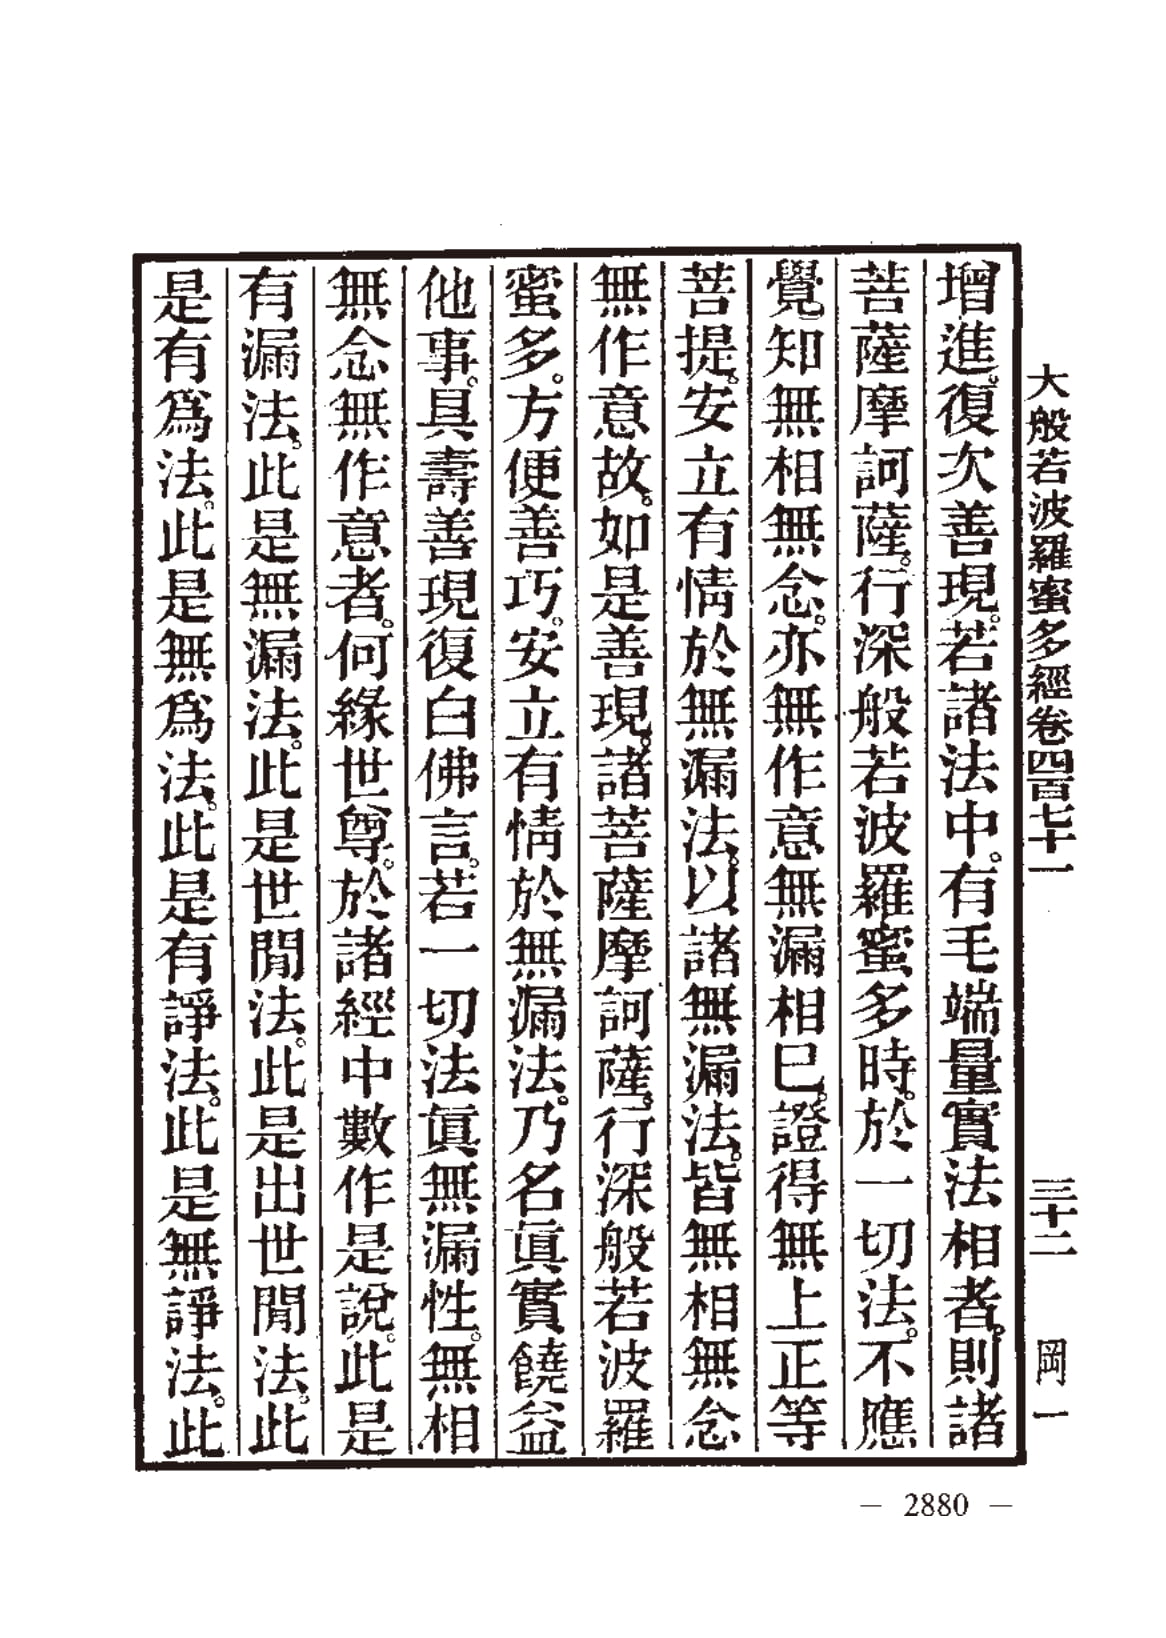 大般若波羅蜜多經卷四百七十一 三十二 岡一
增進。復次善現。若諸法中。有毛端量實法相者。則諸
菩薩摩訶薩。行深般若波羅蜜多時。於一切法。不應
覺知無相無念。亦無作意無漏相巳。證得無上正等
菩提。安立有情於無漏法。以諸無漏法。皆無相無念
無作意故。如是善現。諸菩薩摩訶薩。行深般若波羅
蜜多。方便善巧。安立有情於無漏法。乃名眞實饒益
他事。具壽善現復白佛言。若一切法眞無漏性。無相
無念無作意者。何緣世尊。於諸經中數作是說。此是
有漏法。此是無漏法。此是世閒法。此是出世閒法。此
是有爲法。此是無爲法。此是有諍法。此是無諍法。此
— 2880 —